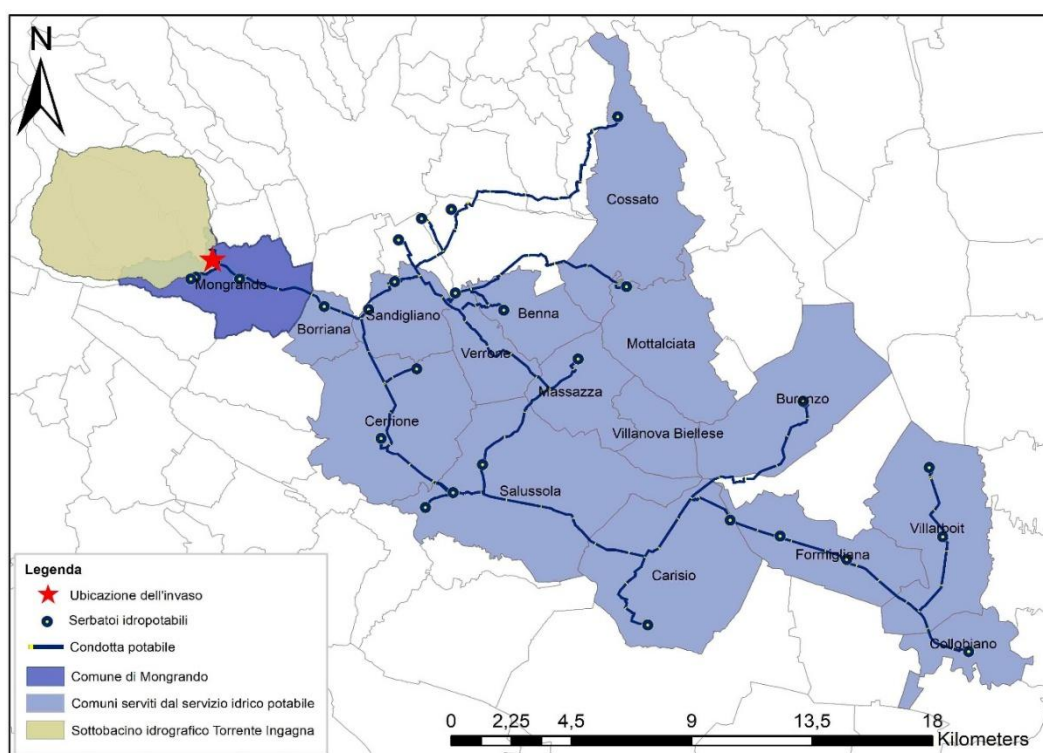 N
Cossato
Mongrando
Borriana
Sandigliano
Benna
Verrone
Mottalciata
Massazza
Buronzo
Cerrione
Villanova Biellese
Salussola
Villarboit
Formigliana
Carisio
Collobiano
Legenda
Ubicazione dell'invaso
Serbatoi idropotabili
Condotta potabile
Comune di Mongrando
Comuni serviti dal servizio idrico potabile
Sottobacino idrografico Torrente Ingagna
0 2,25 4,5 9 13,5 18
Kilometers